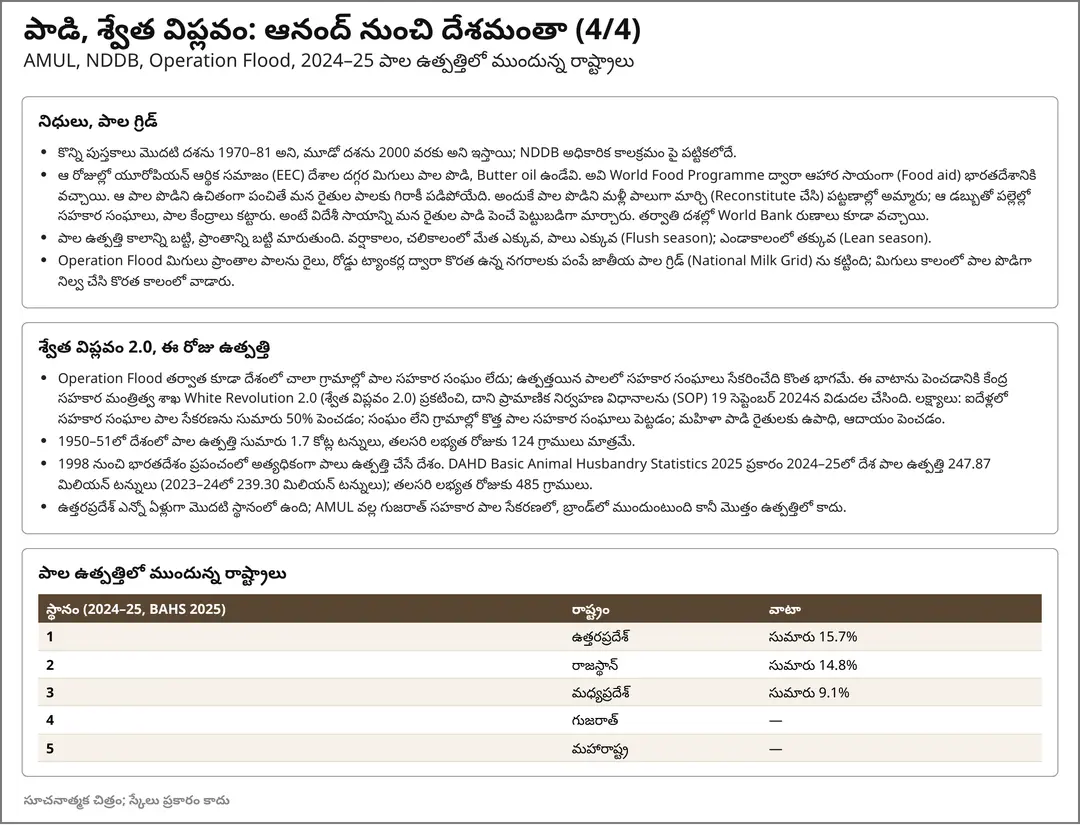 పాడి, శ్వేత విప్లవం: ఆనంద్ నుంచి దేశమంతా (4/4)
AMUL, NDDB, Operation Flood, 2024–25 పాల ఉత్పత్తిలో ముందున్న రాష్ట్రాలు
నిధులు, పాల గ్రిడ్
• కొన్ని పుస్తకాలు మొదటి దశను 1970–81 అని, మూడో దశను 2000 వరకు అని ఇస్తాయి; NDDB అధికారిక కాలక్రమం పై పట్టికలోదే.
• ఆ రోజుల్లో యూరోపియన్ ఆర్థిక సమాజం (EEC) దేశాల దగ్గర మిగులు పాల పొడి, Butter oil ఉండేవి. అవి World Food Programme ద్వారా ఆహార సాయంగా (Food aid) భారతదేశానికి
వచ్చాయి. ఆ పాల పొడిని ఉచితంగా పంచితే మన రైతుల పాలకు గిరాకీ పడిపోయేది. అందుకే పాల పొడిని మళ్లీ పాలుగా మార్చి (Reconstitute చేసి) పట్టణాల్లో అమ్మారు; ఆ డబ్బుతో పల్లెల్లో
సహకార సంఘాలు, పాల కేంద్రాలు కట్టారు. అంటే విదేశీ సాయాన్ని మన రైతుల పాడి పెంచే పెట్టుబడిగా మార్చారు. తర్వాతి దశల్లో World Bank రుణాలు కూడా వచ్చాయి.
• పాల ఉత్పత్తి కాలాన్ని బట్టి, ప్రాంతాన్ని బట్టి మారుతుంది. వర్షాకాలం, చలికాలంలో మేత ఎక్కువ, పాలు ఎక్కువ (Flush season); ఎండాకాలంలో తక్కువ (Lean season).
• Operation Flood మిగులు ప్రాంతాల పాలను రైలు, రోడ్డు ట్యాంకర్ల ద్వారా కొరత ఉన్న నగరాలకు పంపే జాతీయ పాల గ్రిడ్ (National Milk Grid) ను కట్టింది; మిగులు కాలంలో పాల పొడిగా
నిల్వ చేసి కొరత కాలంలో వాడారు.
శ్వేత విప్లవం 2.0, ఈ రోజు ఉత్పత్తి
• Operation Flood తర్వాత కూడా దేశంలో చాలా గ్రామాల్లో పాల సహకార సంఘం లేదు; ఉత్పత్తయిన పాలలో సహకార సంఘాలు సేకరించేది కొంత భాగమే. ఈ వాటాను పెంచడానికి కేంద్ర
సహకార మంత్రిత్వ శాఖ White Revolution 2.0 (శ్వేత విప్లవం 2.0) ప్రకటించి, దాని ప్రామాణిక నిర్వహణ విధానాలను (SOP) 19 సెప్టెంబర్ 2024న విడుదల చేసింది. లక్ష్యాలు: ఐదేళ్లలో
సహకార సంఘాల పాల సేకరణను సుమారు 50% పెంచడం; సంఘం లేని గ్రామాల్లో కొత్త పాల సహకార సంఘాలు పెట్టడం; మహిళా పాడి రైతులకు ఉపాధి, ఆదాయం పెంచడం.
• 1950–51లో దేశంలో పాల ఉత్పత్తి సుమారు 1.7 కోట్ల టన్నులు, తలసరి లభ్యత రోజుకు 124 గ్రాములు మాత్రమే.
• 1998 నుంచి భారతదేశం ప్రపంచంలో అత్యధికంగా పాలు ఉత్పత్తి చేసే దేశం. DAHD Basic Animal Husbandry Statistics 2025 ప్రకారం 2024–25లో దేశ పాల ఉత్పత్తి 247.87
మిలియన్ టన్నులు (2023–24లో 239.30 మిలియన్ టన్నులు); తలసరి లభ్యత రోజుకు 485 గ్రాములు.
• ఉత్తరప్రదేశ్ ఎన్నో ఏళ్లుగా మొదటి స్థానంలో ఉంది; AMUL వల్ల గుజరాత్ సహకార పాల సేకరణలో, బ్రాండ్‌లో ముందుంటుంది కానీ మొత్తం ఉత్పత్తిలో కాదు.
పాల ఉత్పత్తిలో ముందున్న రాష్ట్రాలు
స్థానం (2024–25, BAHS 2025) రాష్ట్రం వాటా
1 ఉత్తరప్రదేశ్ సుమారు 15.7%
2 రాజస్థాన్ సుమారు 14.8%
3 మధ్యప్రదేశ్ సుమారు 9.1%
4 గుజరాత్ —
5 మహారాష్ట్ర —
సూచనాత్మక చిత్రం; స్కేలు ప్రకారం కాదు